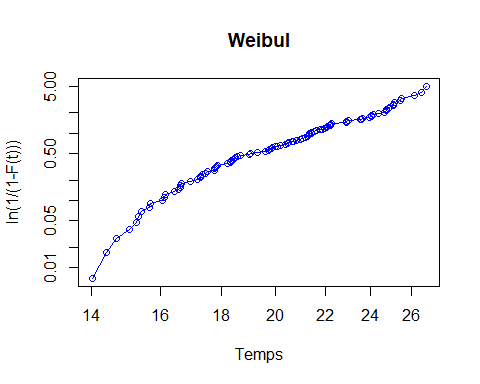 Weibul
5.00
0.50
0.05
0.01
ln(1/(1-F(t)))
14 16 18 20 22 24 26
Temps